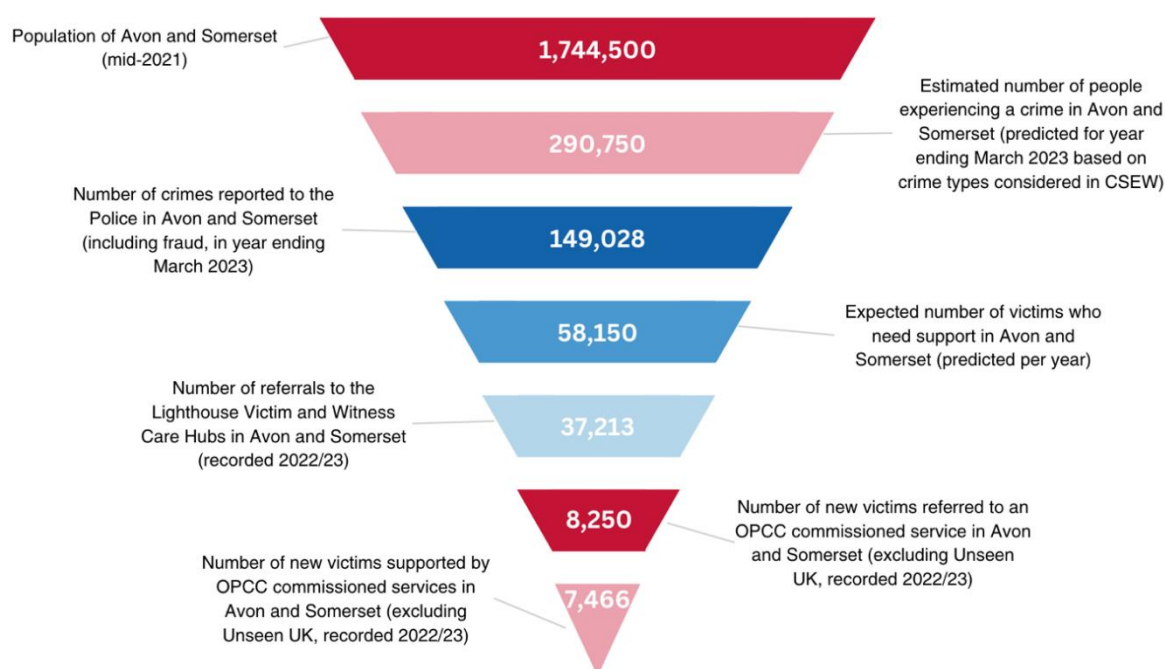 Population of Avon and Somerset
(mid-2021)
1,744,500
Estimated number of people
experiencing a crime in Avon and
Somerset (predicted for year
ending March 2023 based on
crime types considered in CSEW)
290,750
Number of crimes reported to the
Police in Avon and Somerset
(including fraud, in year ending
March 2023)
149,028
Expected number of victims who
need support in Avon and
Somerset (predicted per year)
58,150
Number of referrals to the
Lighthouse Victim and Witness
Care Hubs in Avon and Somerset
(recorded 2022/23)
37,213
Number of new victims referred to an
OPCC commissioned service in Avon
and Somerset (excluding Unseen
UK, recorded 2022/23)
8,250
Number of new victims supported by
OPCC commissioned services in
Avon and Somerset (excluding
Unseen UK, recorded 2022/23)
7,466